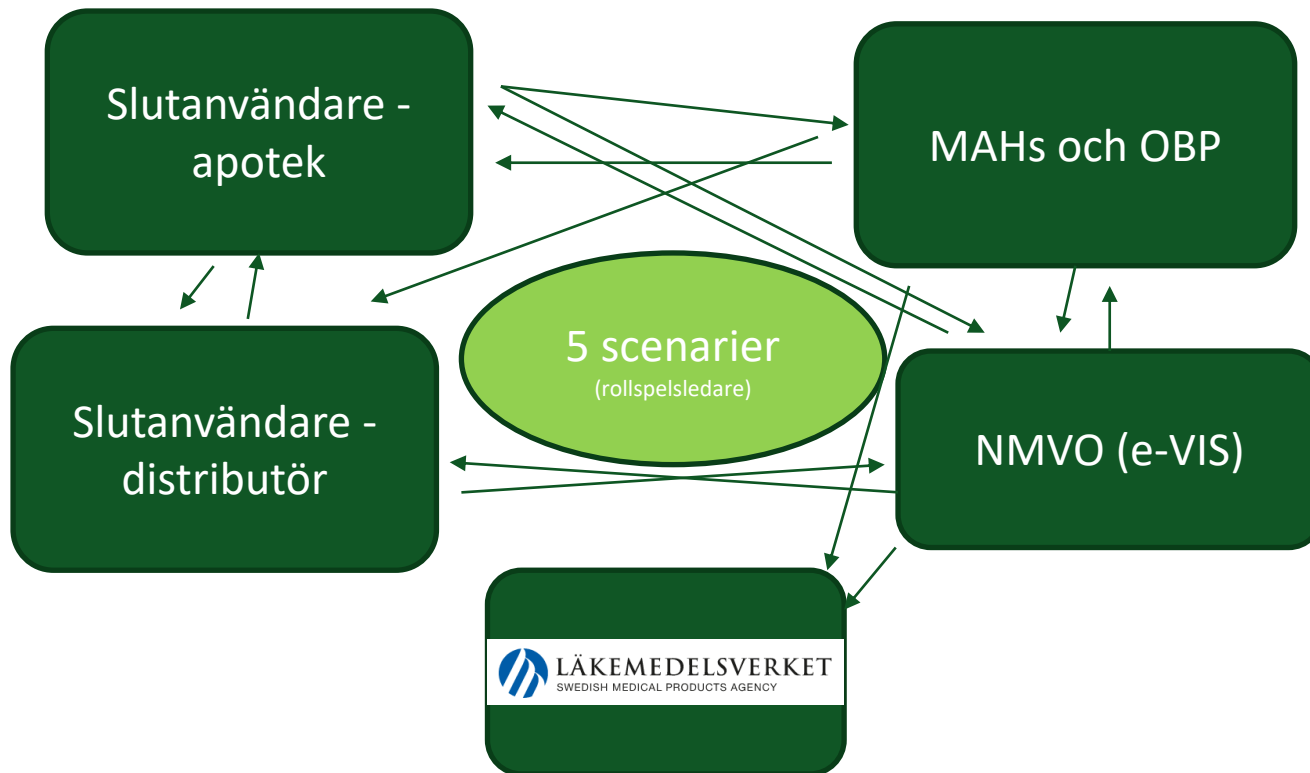 Slutanvändare -
apotek
MAHs och OBP
5 scenarier
(rollspelsledare)
Slutanvändare -
distributör
NMVO (e-VIS)
LÄKEMEDELSVERKET
SWEDISH MEDICAL PRODUCTS AGENCY